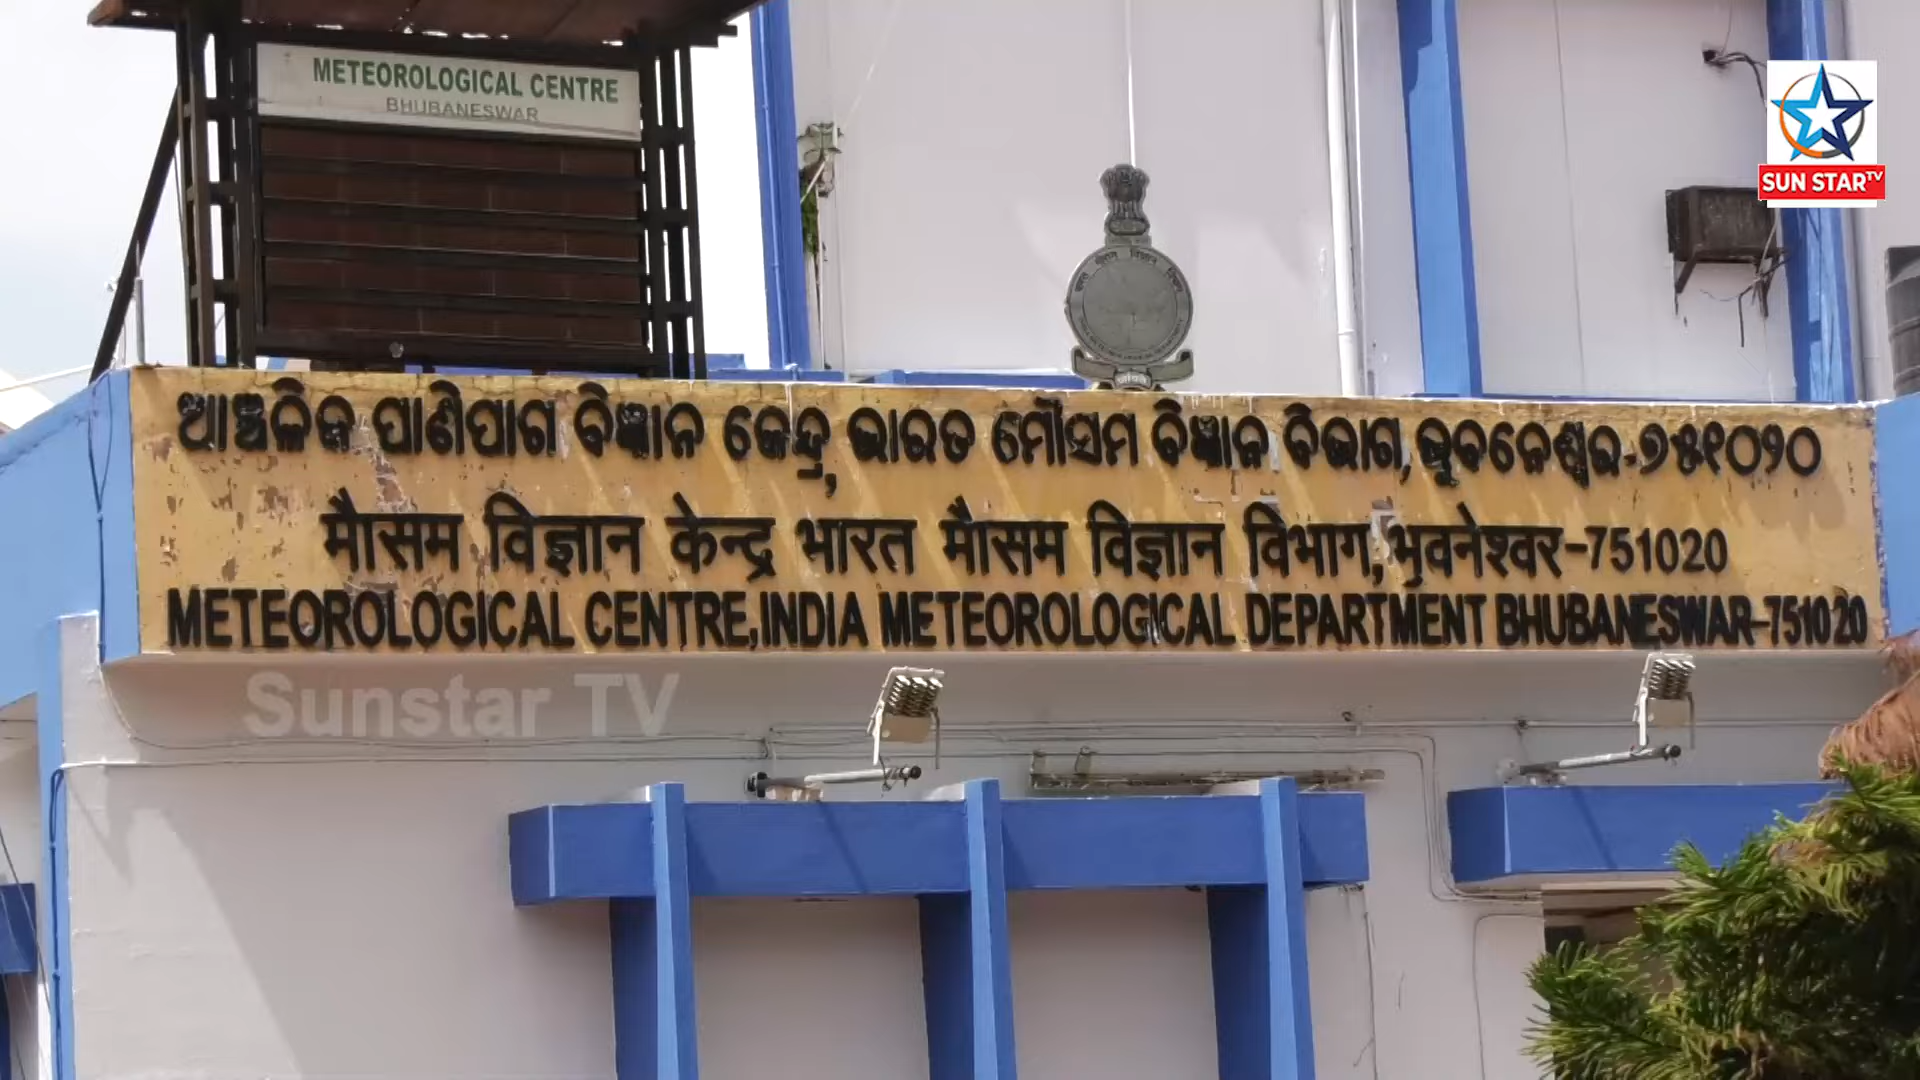 METEOROLOGICAL CENTRE
BHUBANESWAR
SUN STAR TV
ଆଞ୍ଚଳିକ ପାଣିପାଗ ବିଜ୍ଞାନ କେନ୍ଦ୍ର, ଭାରତ ମୌସମ ବିଜ୍ଞାନ ବିଭାଗ, ଭୁବନେଶ୍ୱର-୭୫୧୦୨୦
मौसम विज्ञान केन्द्र भारत मौसम विज्ञान विभाग, भुवनेश्वर-751020
METEOROLOGICAL CENTRE, INDIA METEOROLOGICAL DEPARTMENT BHUBANESWAR-751020
Sunstar TV